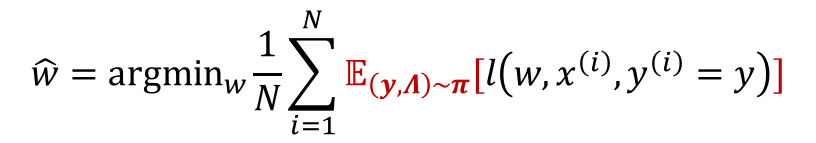 ŵ = argmin_w 1/N ∑_{i=1}^{N} 𝔼_{(y,Λ)~π}[l(w, x^{(i)}, y^{(i)} = y)]